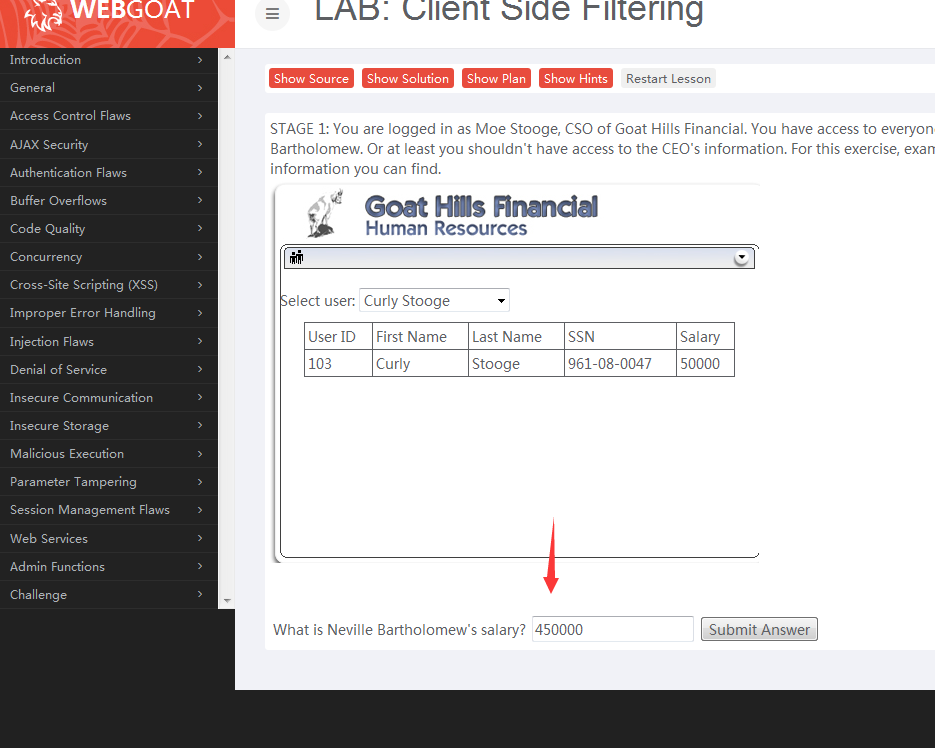 WEBGOAT
LAB: Client Side Filtering
Introduction
General
Access Control Flaws
AJAX Security
Authentication Flaws
Buffer Overflows
Code Quality
Concurrency
Cross-Site Scripting (XSS)
Improper Error Handling
Injection Flaws
Denial of Service
Insecure Communication
Insecure Storage
Malicious Execution
Parameter Tampering
Session Management Flaws
Web Services
Admin Functions
Challenge
Show Source Show Solution Show Plan Show Hints Restart Lesson
STAGE 1: You are logged in as Moe Stooge, CSO of Goat Hills Financial. You have access to everyon
Bartholomew. Or at least you shouldn't have access to the CEO's information. For this exercise, exam
information you can find.
Goat Hills Financial
Human Resources
Select user: Curly Stooge
User ID First Name Last Name SSN Salary
103 Curly Stooge 961-08-0047 50000
What is Neville Bartholomew's salary? 450000 Submit Answer